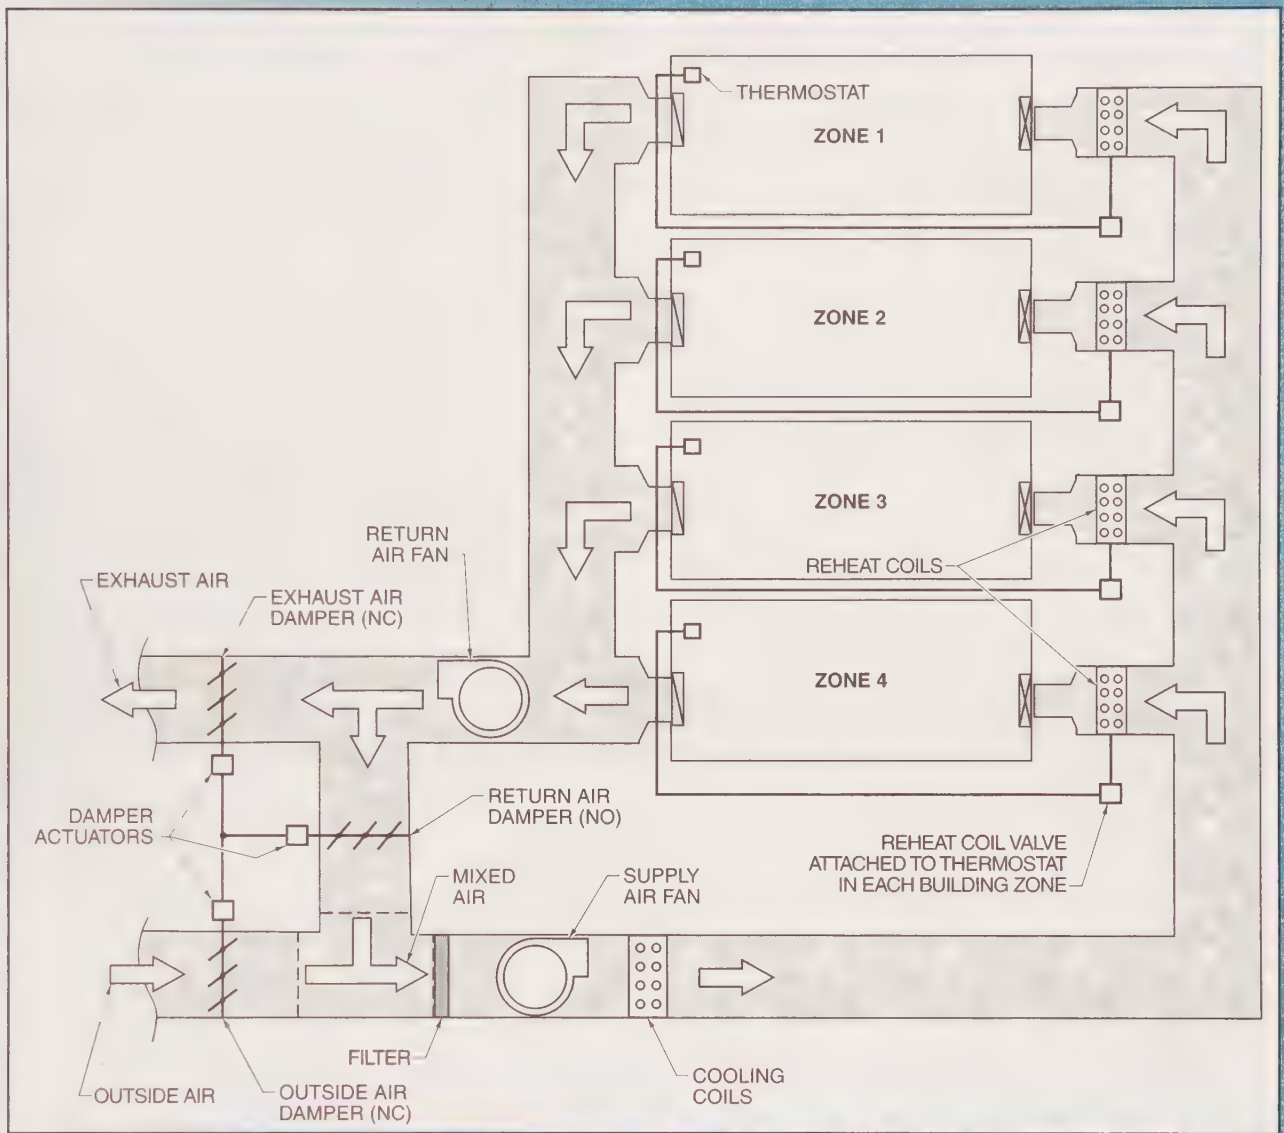 THERMOSTAT
ZONE 1
ZONE 2
ZONE 3
REHEAT COILS
ZONE 4
RETURN
AIR FAN
EXHAUST AIR
EXHAUST AIR
DAMPER (NC)
DAMPER
ACTUATORS
RETURN AIR
DAMPER (NO)
REHEAT COIL VALVE
ATTACHED TO THERMOSTAT
IN EACH BUILDING ZONE
MIXED
AIR
SUPPLY
AIR FAN
FILTER
COOLING
COILS
OUTSIDE AIR
OUTSIDE AIR
DAMPER (NC)